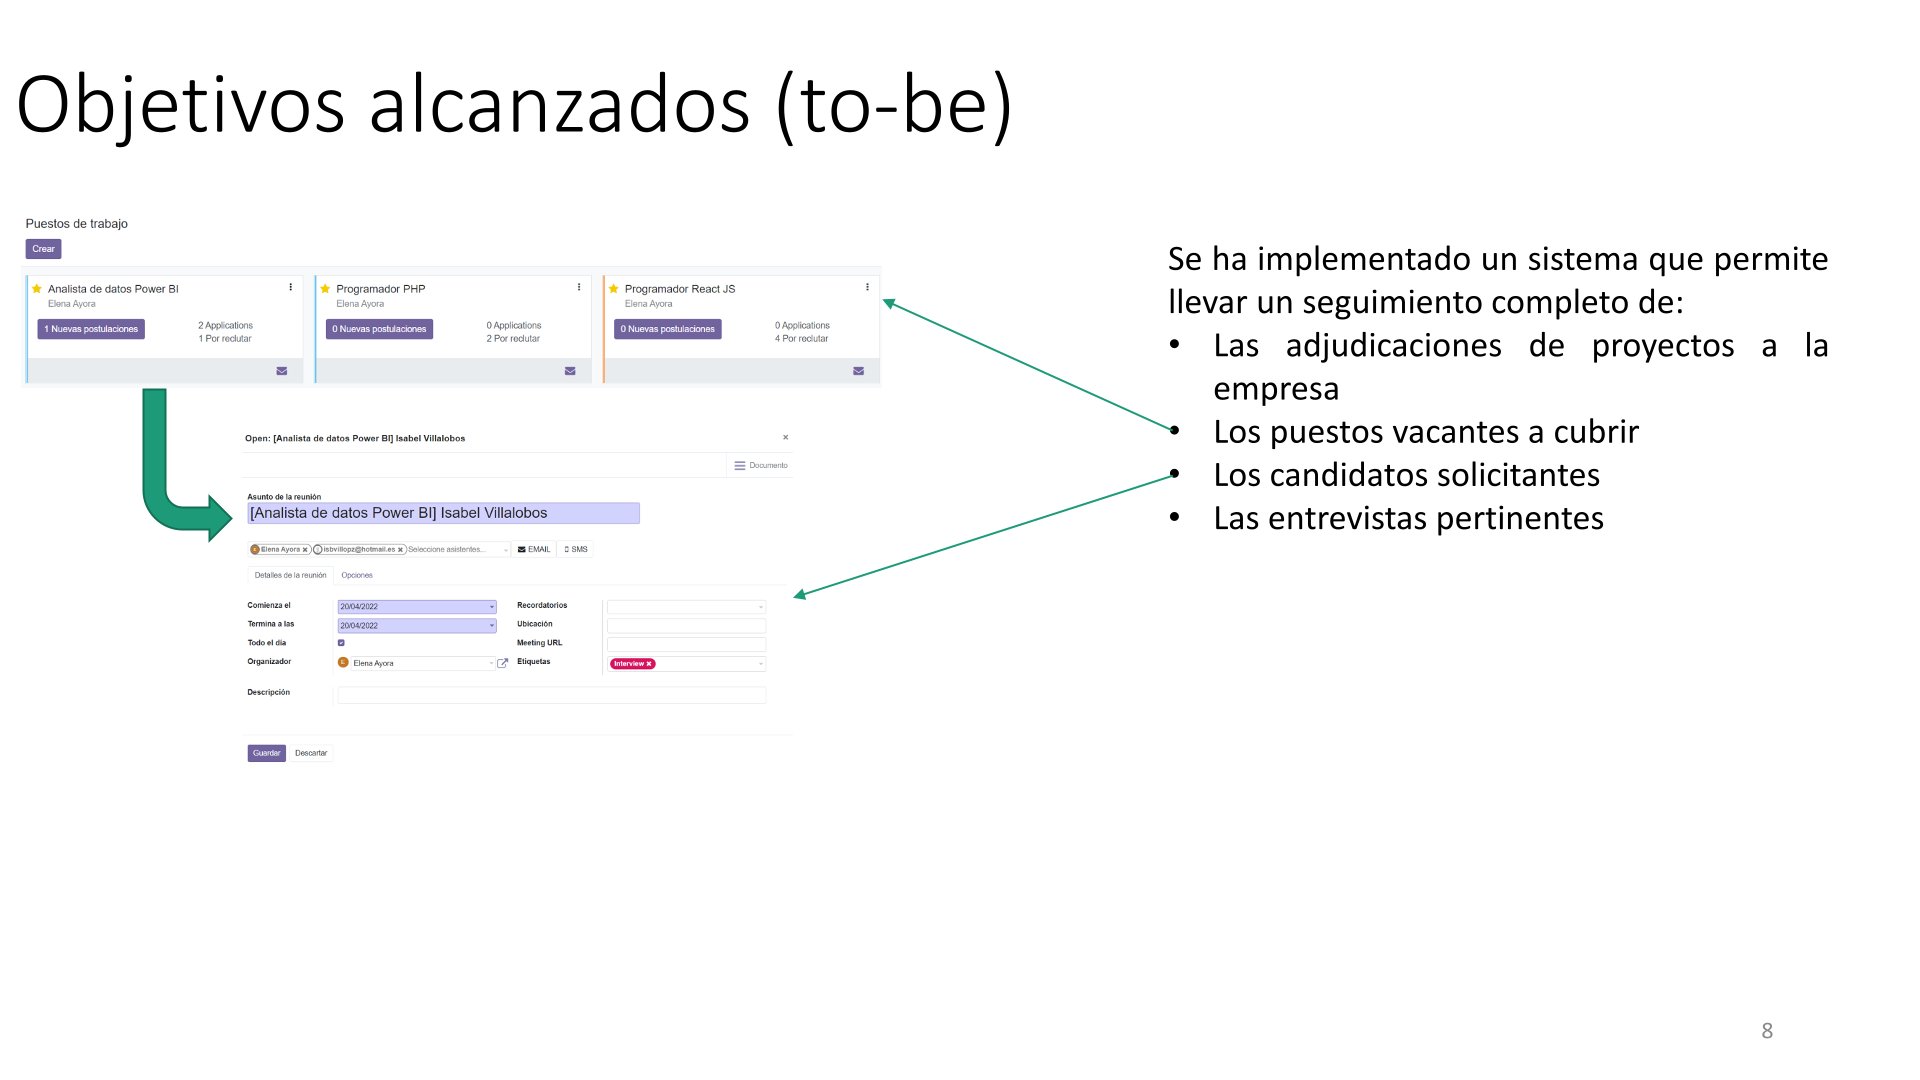 Objetivos alcanzados (to-be)
Puestos de trabajo
Crear
Analista de datos Power BI
Elena Ayora
1 Nuevas postulaciones
2 Applications
1 Por reclutar
Programador PHP
Elena Ayora
0 Nuevas postulaciones
0 Applications
2 Por reclutar
Programador React JS
Elena Ayora
0 Nuevas postulaciones
0 Applications
4 Por reclutar
Open: [Analista de datos Power BI] Isabel Villalobos
×
Documento
Asunto de la reunión
[Analista de datos Power BI] Isabel Villalobos
Elena Ayora × isbvillopz@hotmail.es × Seleccione asistentes...
EMAIL
SMS
Detalles de la reunión
Opciones
Comienza el
20/04/2022
Termina a las
20/04/2022
Todo el día
Organizador
E Elena Ayora
Recordatorios
Ubicación
Meeting URL
Etiquetas
Interview ×
Descripción
Guardar
Descartar
Se ha implementado un sistema que permite
llevar un seguimiento completo de:
• Las adjudicaciones de proyectos a la
empresa
• Los puestos vacantes a cubrir
• Los candidatos solicitantes
• Las entrevistas pertinentes
8